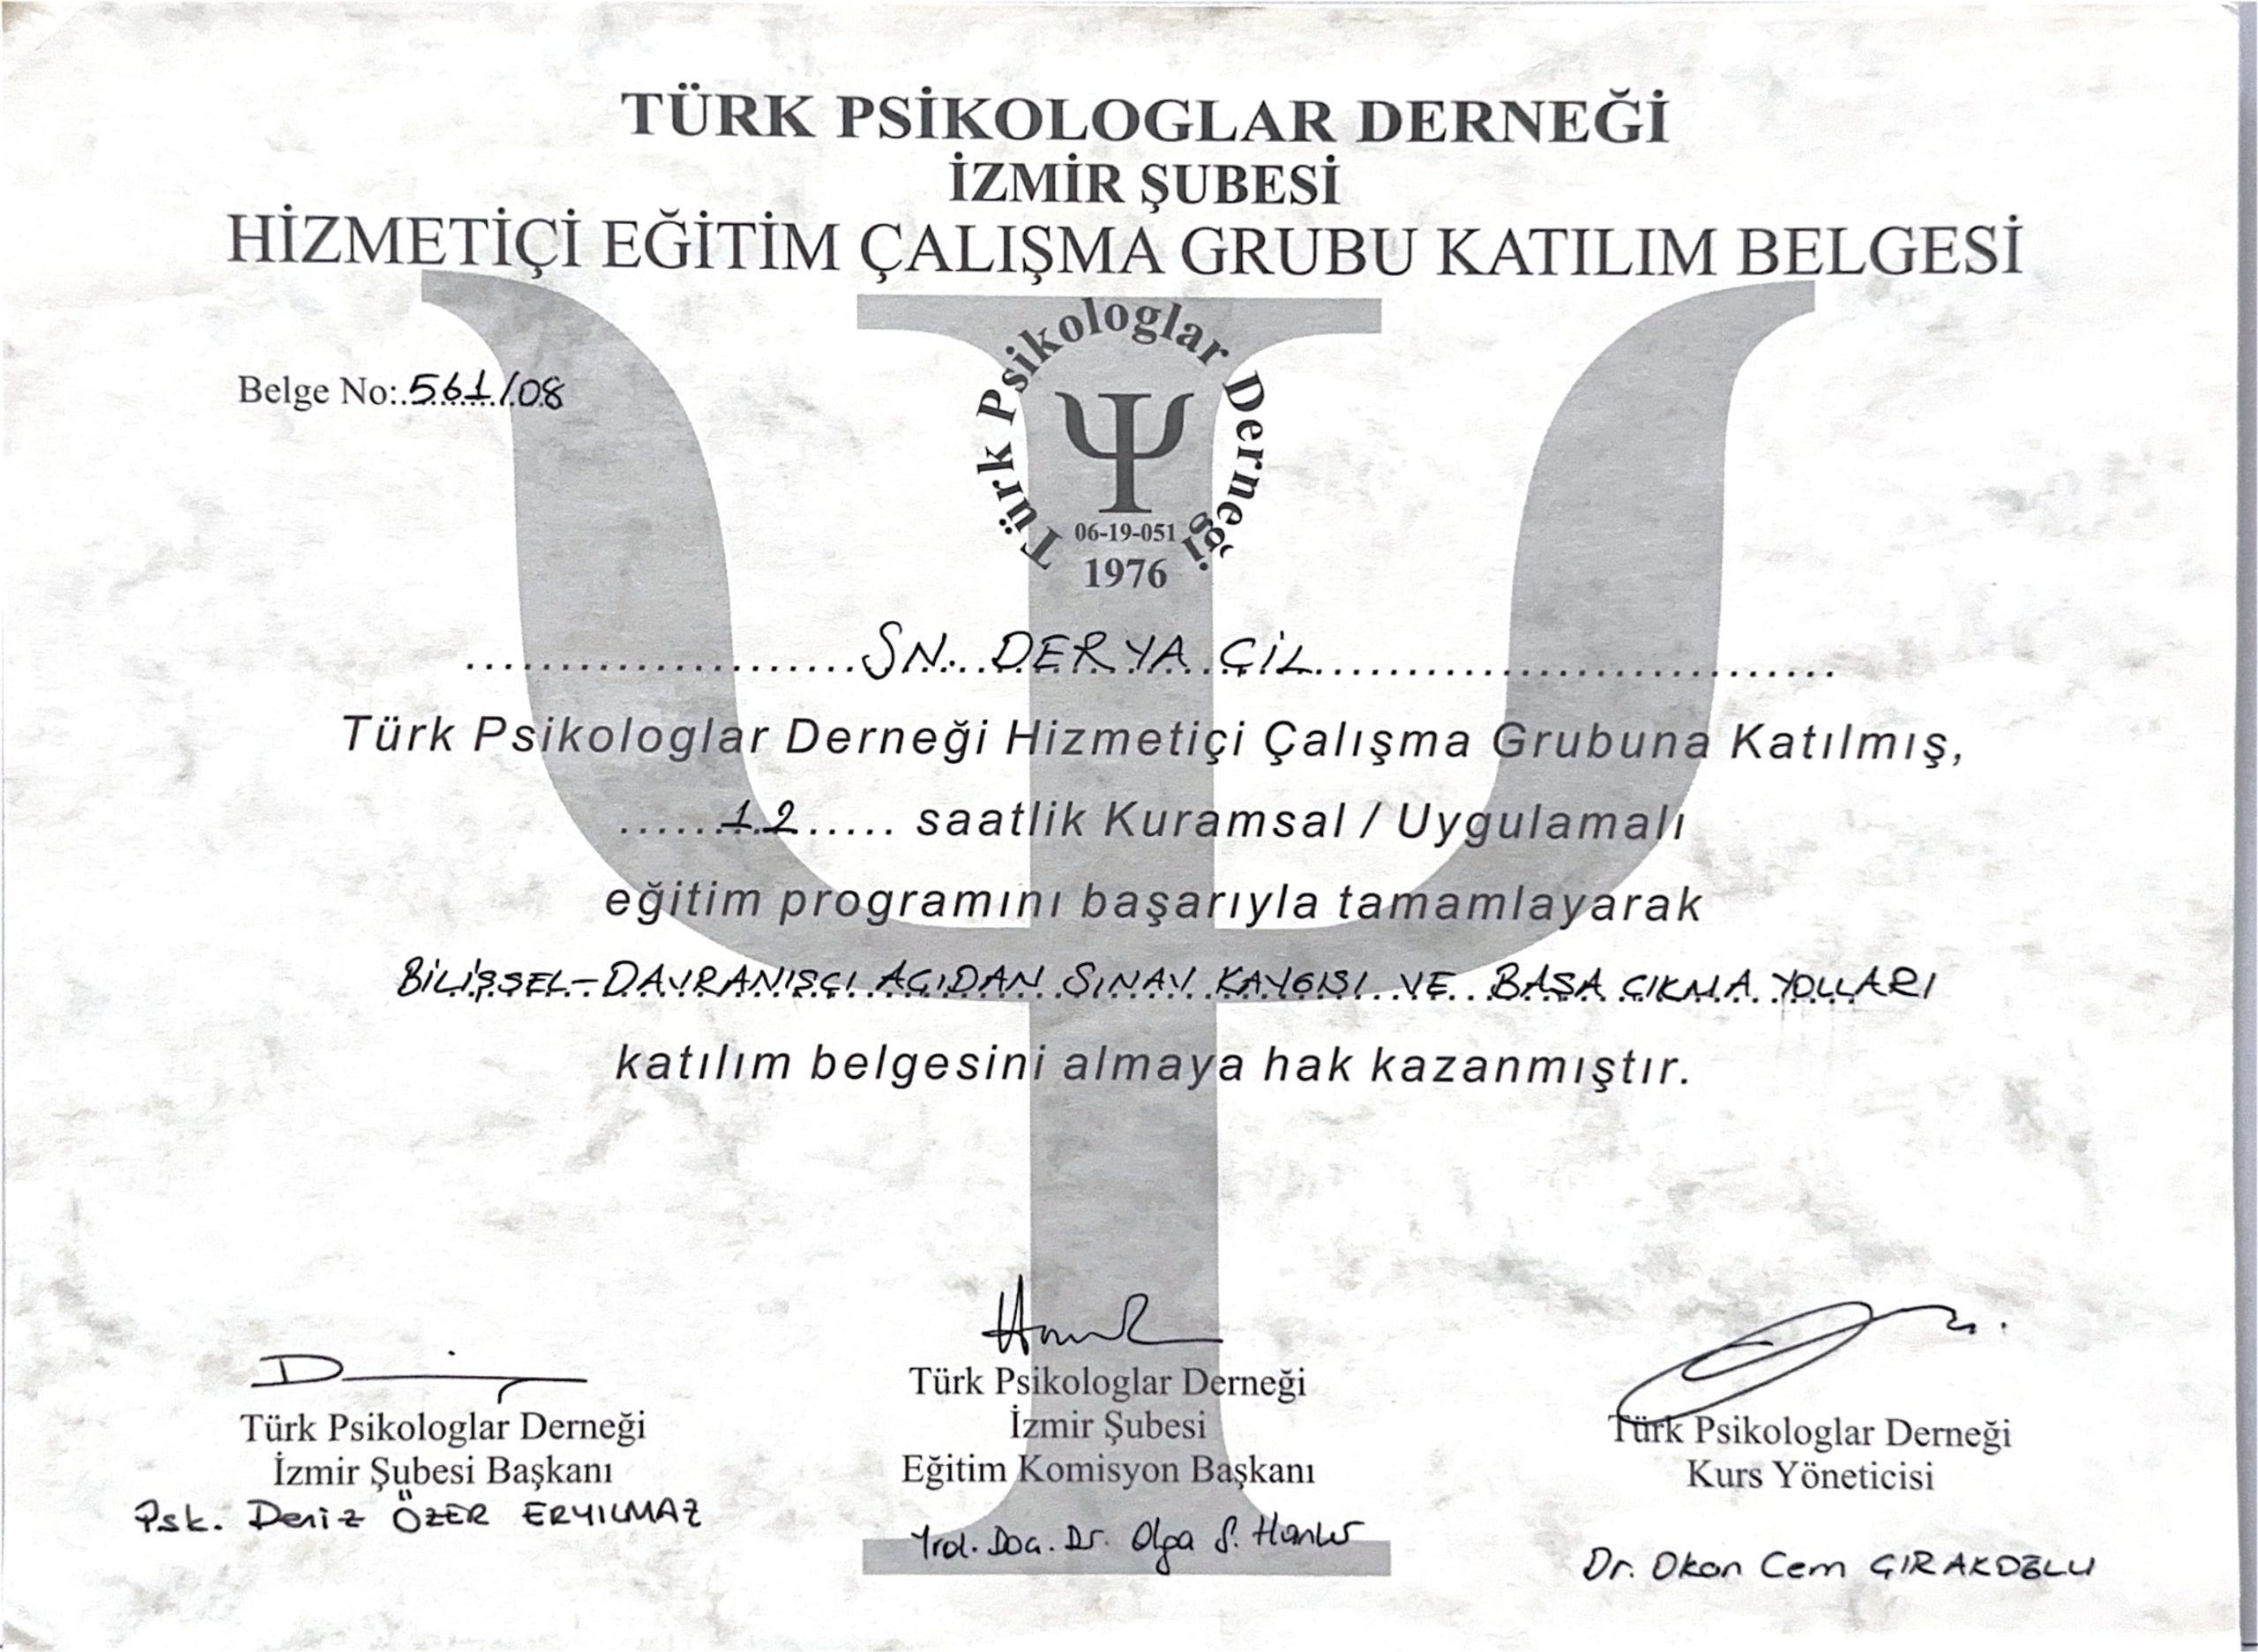 TÜRK PSİKOLOGLAR DERNEĞİ
İZMİR ŞUBESİ
HİZMETİÇİ EĞİTİM ÇALIŞMA GRUBU KATILIM BELGESİ
Belge No:.561/08
Türk Psikologlar Derneği
06-19-051
1976
SN. DERYA ÇİL
Türk Psikologlar Derneği Hizmetiçi Çalışma Grubuna Katılmış,
12 saatlik Kuramsal / Uygulamalı
eğitim programını başarıyla tamamlayarak
BİLİŞSEL-DAVRANIŞÇI AÇIDAN SINAV KAYGISI VE BAŞA ÇIKMA YOLLARI
katılım belgesini almaya hak kazanmıştır.
Türk Psikologlar Derneği
İzmir Şubesi Başkanı
Psk. Deniz ÖZER ERYILMAZ
Türk Psikologlar Derneği
İzmir Şubesi
Eğitim Komisyon Başkanı
Yrd. Doç. Dr. Olga S.
Türk Psikologlar Derneği
Kurs Yöneticisi
Dr. Okan Cem ÇIRAKOĞLU